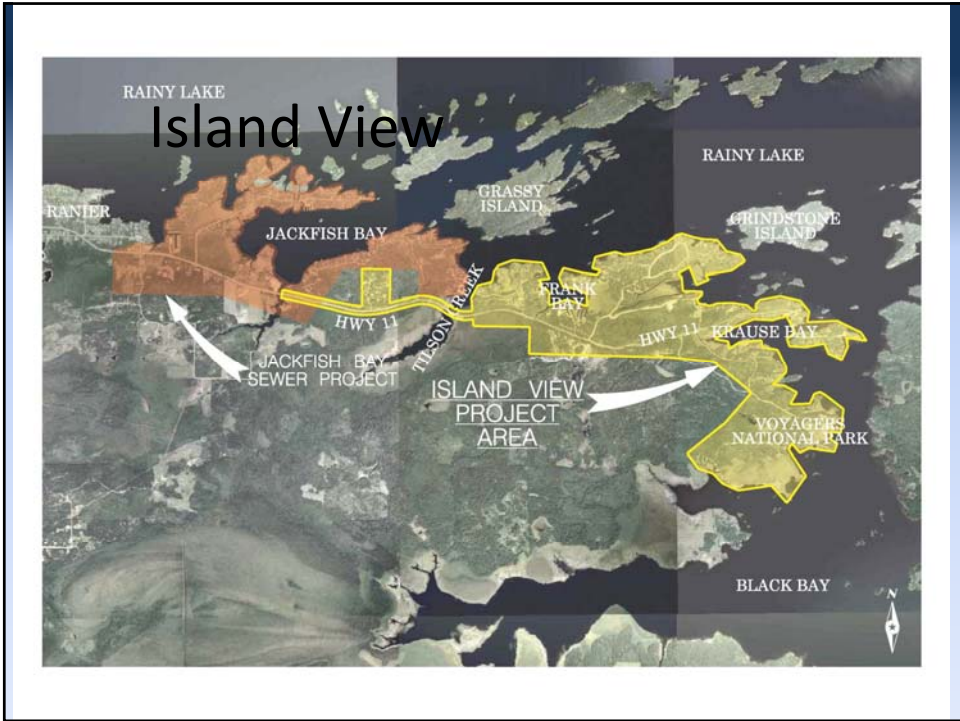 RAINY LAKE
Island View
RAINY LAKE
GRASSY
ISLAND
RANIER
GRINDSTONE
ISLAND
JACKFISH BAY
TILSON CREEK
FRANK
BAY
HWY 11
HWY 11
KRAUSE BAY
JACKFISH BAY
SEWER PROJECT
ISLAND VIEW
PROJECT
AREA
VOYAGERS
NATIONAL PARK
BLACK BAY
N